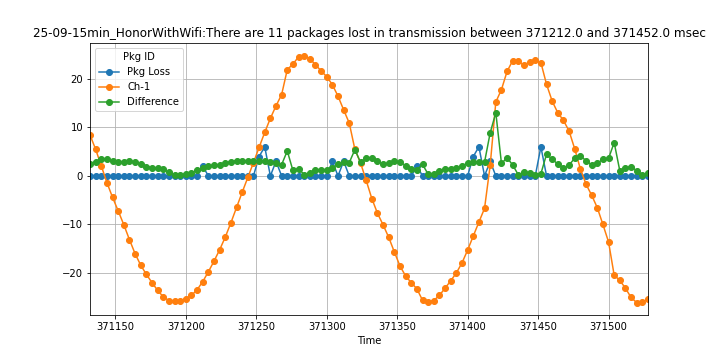 25-09-15min_HonorWithWifi:There are 11 packages lost in transmission between 371212.0 and 371452.0 msec
Pkg ID
Pkg Loss
Ch-1
Difference
20
10
0
−10
−20
371150 371200 371250 371300 371350 371400 371450 371500
Time